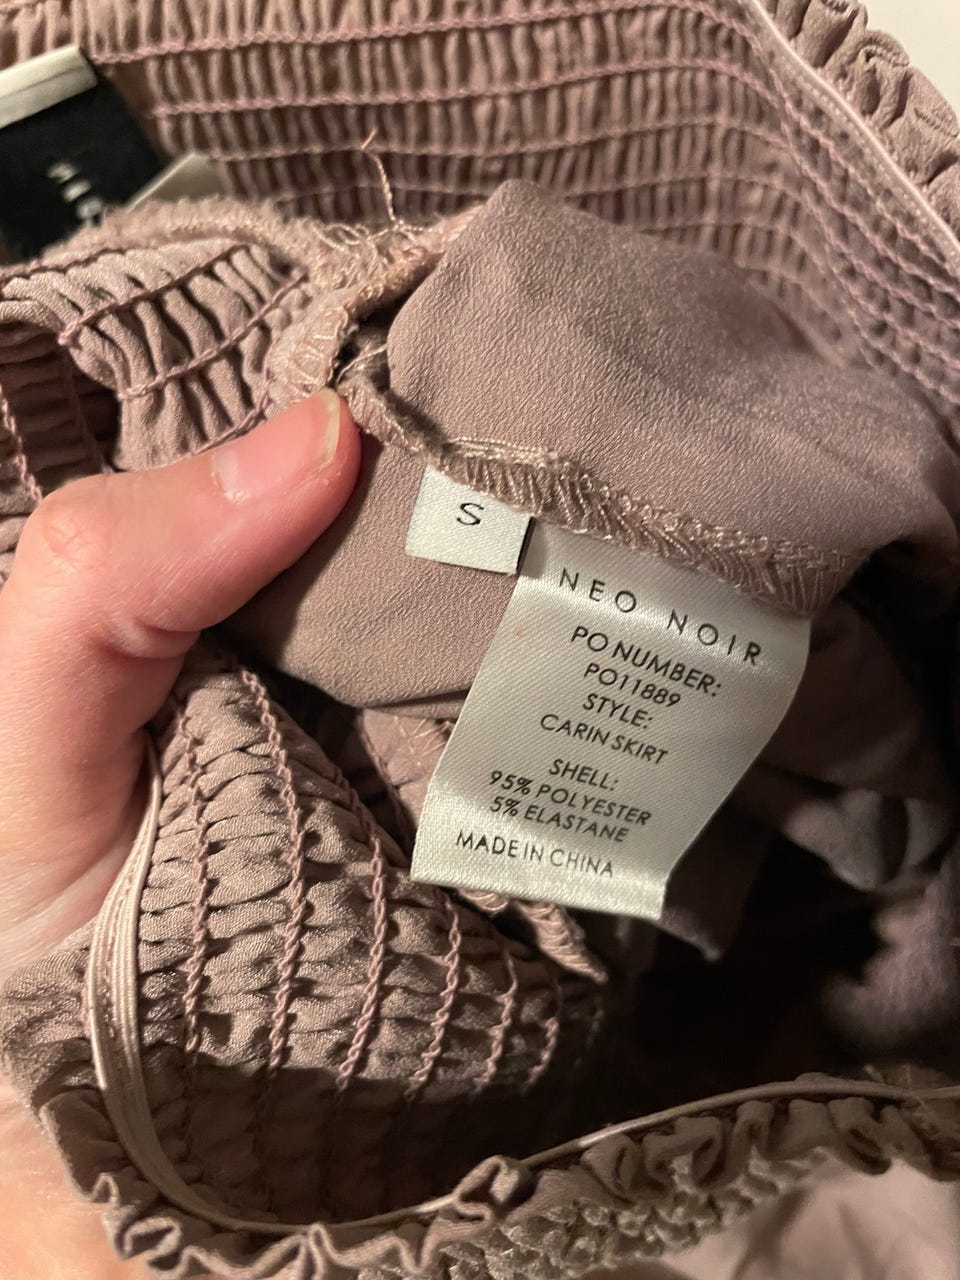 S
NEO NOIR
PO NUMBER:
PO11889
STYLE:
CARIN SKIRT
SHELL:
95% POLYESTER
5% ELASTANE
MADE IN CHINA